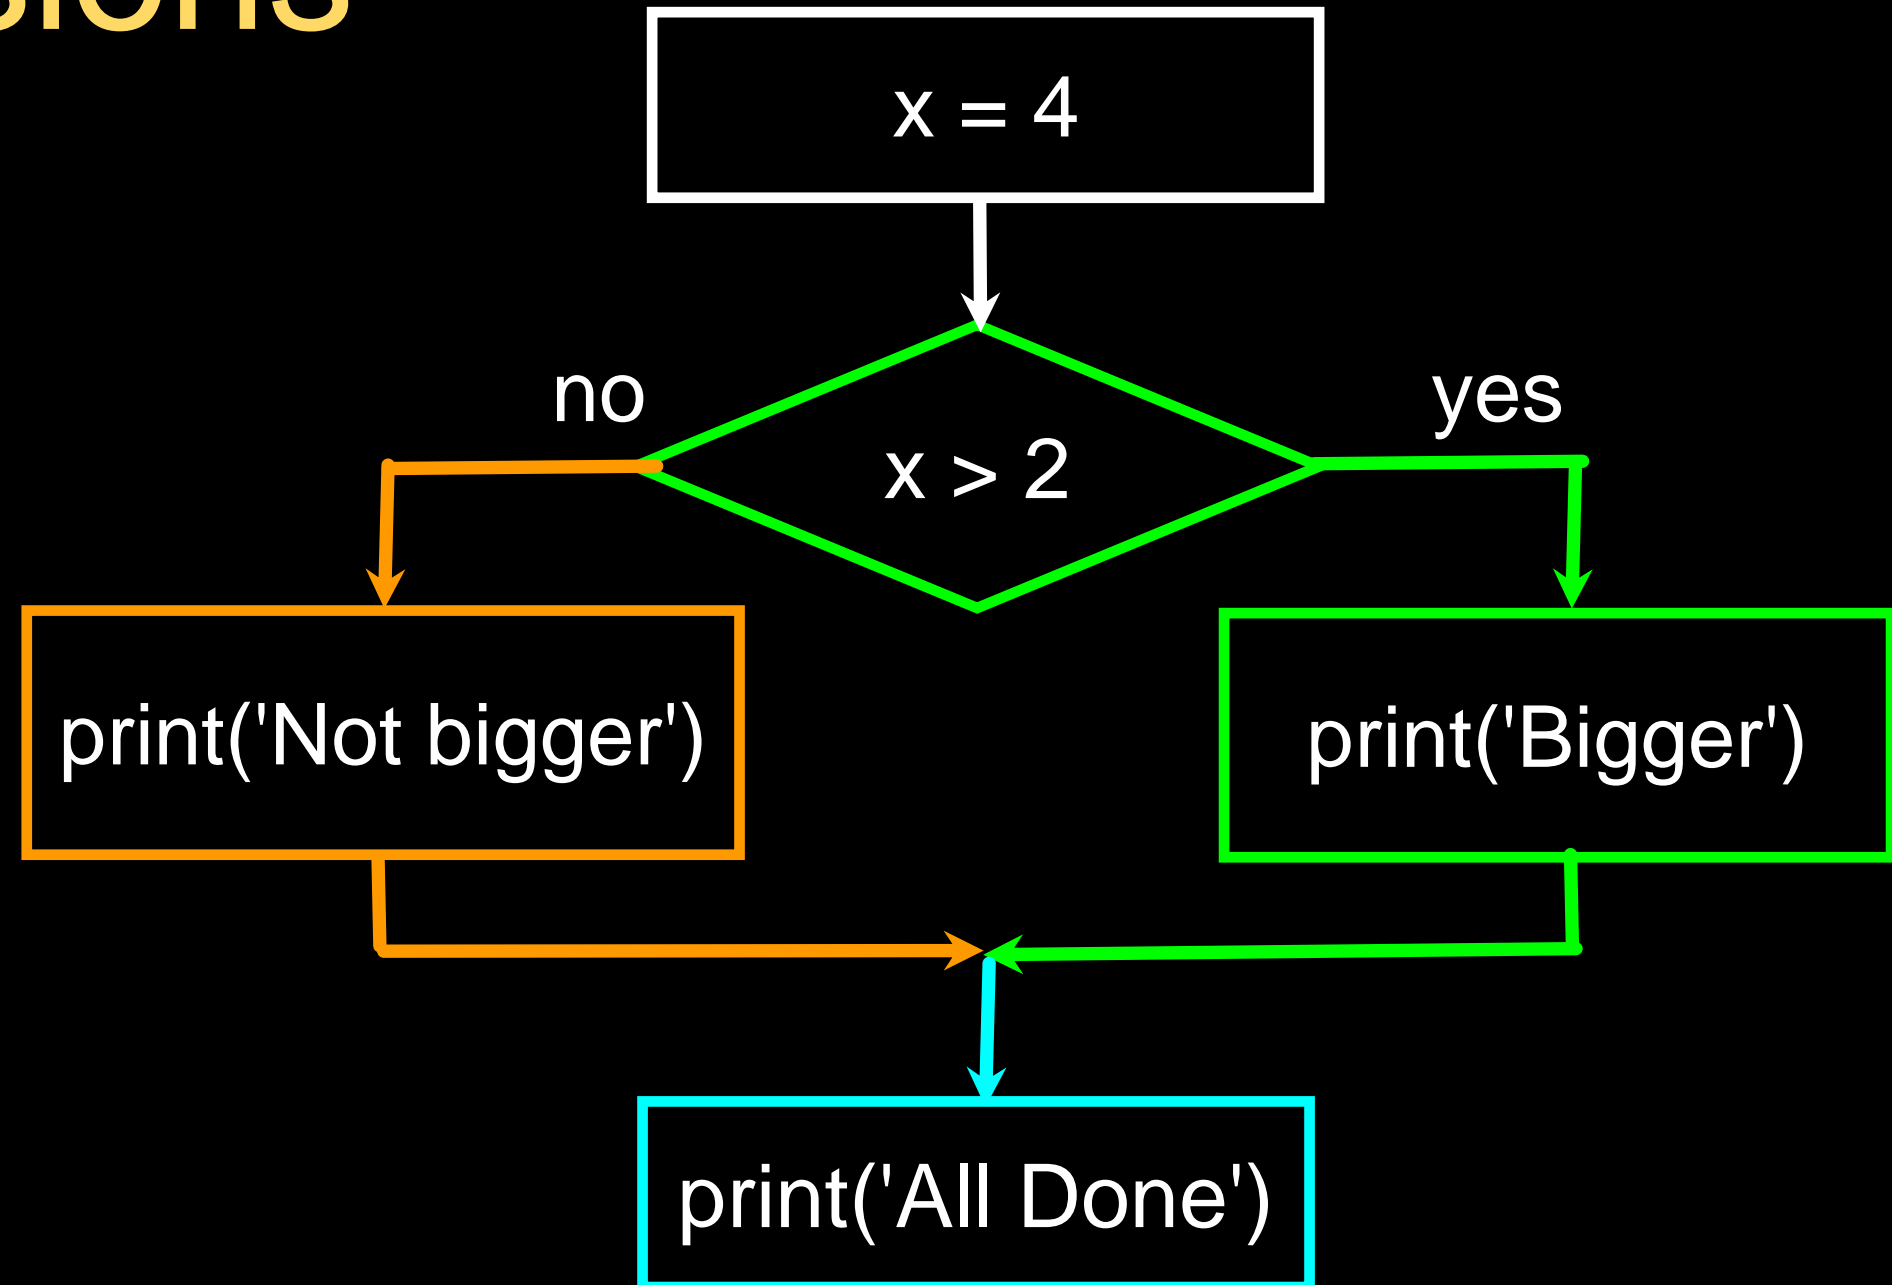 x = 4
no
yes
x > 2
print('Not bigger')
print('Bigger')
print('All Done')